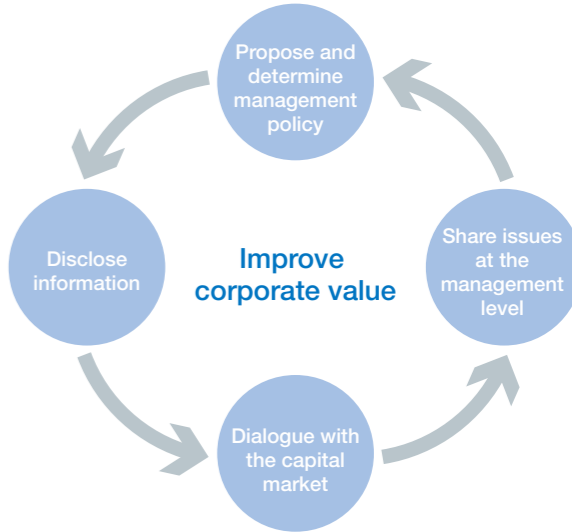 Propose and
determine
management
policy
Disclose
information
Improve
corporate value
Share issues
at the
management
level
Dialogue with
the capital
market